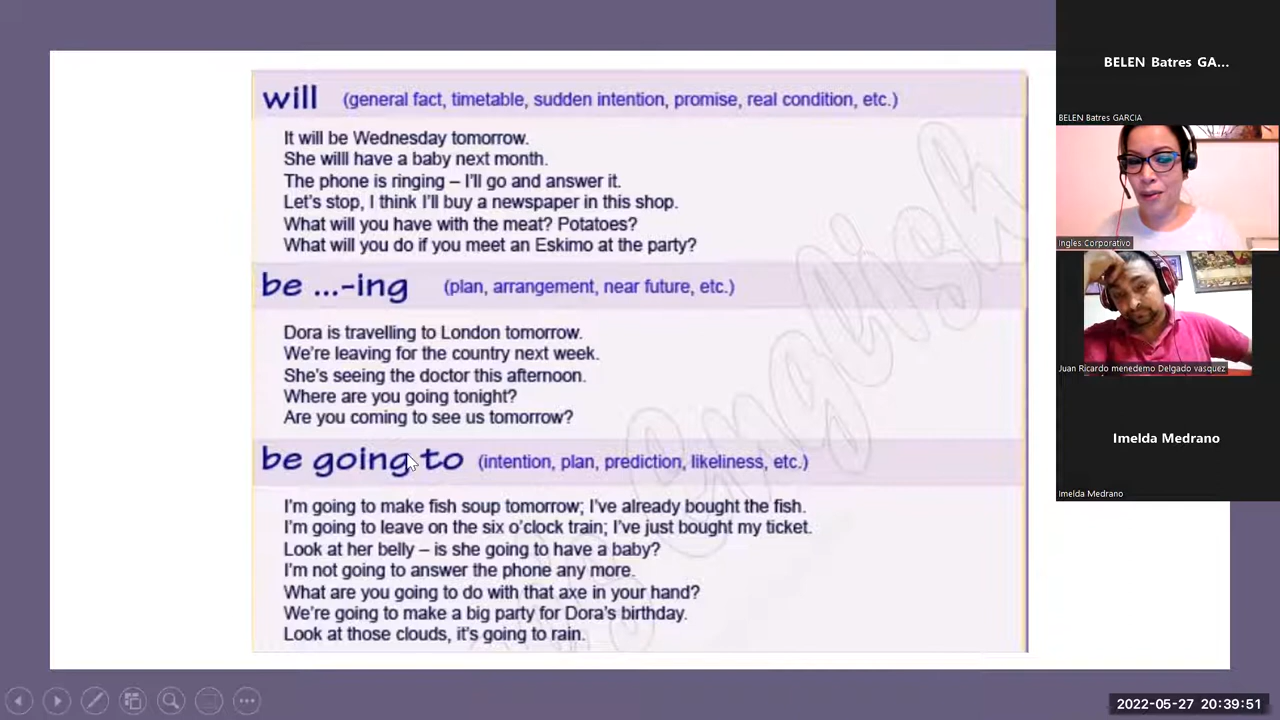 will (general fact, timetable, sudden intention, promise, real condition, etc.)
It will be Wednesday tomorrow.
She willl have a baby next month.
The phone is ringing – I'll go and answer it.
Let's stop, I think I'll buy a newspaper in this shop.
What will you have with the meat? Potatoes?
What will you do if you meet an Eskimo at the party?
be ...-ing (plan, arrangement, near future, etc.)
Dora is travelling to London tomorrow.
We're leaving for the country next week.
She's seeing the doctor this afternoon.
Where are you going tonight?
Are you coming to see us tomorrow?
be going to (intention, plan, prediction, likeliness, etc.)
I'm going to make fish soup tomorrow; I've already bought the fish.
I'm going to leave on the six o'clock train; I've just bought my ticket.
Look at her belly – is she going to have a baby?
I'm not going to answer the phone any more.
What are you going to do with that axe in your hand?
We're going to make a big party for Dora's birthday.
Look at those clouds, it's going to rain.
English
BELEN Batres GA...
BELEN Batres GARCIA
Ingles Corporativo
Juan Ricardo menedemo Delgado vasquez
Imelda Medrano
Imelda Medrano
2022-05-27 20:39:51